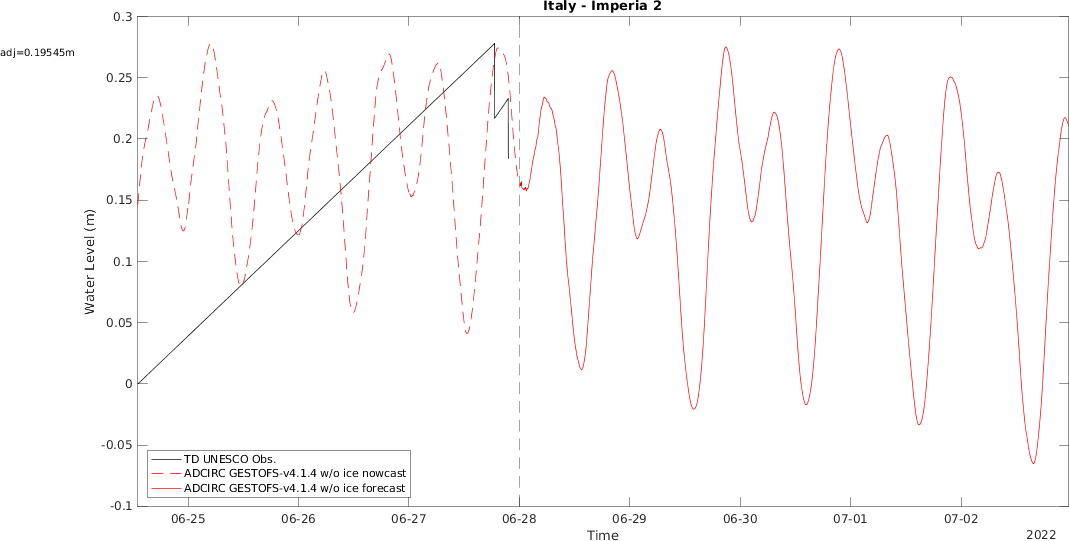 Italy - Imperia 2
adj=0.19545m
0.3
0.25
0.2
0.15
0.1
0.05
0
-0.05
-0.1
Water Level (m)
TD UNESCO Obs.
ADCIRC GESTOFS-v4.1.4 w/o ice nowcast
ADCIRC GESTOFS-v4.1.4 w/o ice forecast
06-25 06-26 06-27 06-28 06-29 06-30 07-01 07-02
Time
2022